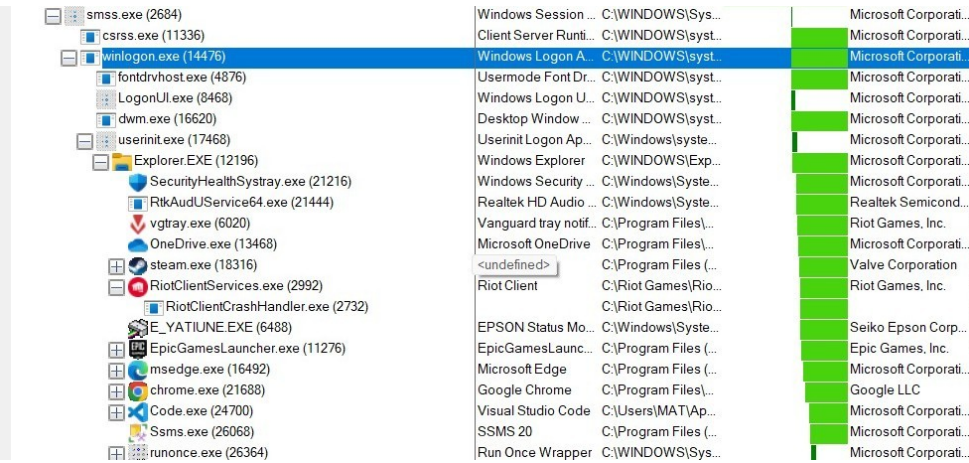 smss.exe (2684) Windows Session ... C:\WINDOWS\Sys... Microsoft Corporati...
csrss.exe (11336) Client Server Runti... C:\WINDOWS\syst... Microsoft Corporati...
winlogon.exe (14476) Windows Logon A... C:\WINDOWS\syst... Microsoft Corporati...
fontdrvhost.exe (4876) Usermode Font Dr... C:\WINDOWS\syst... Microsoft Corporati...
LogonUI.exe (8468) Windows Logon U... C:\WINDOWS\syst... Microsoft Corporati...
dwm.exe (16620) Desktop Window ... C:\WINDOWS\syst... Microsoft Corporati...
userinit.exe (17468) Userinit Logon Ap... C:\Windows\syste... Microsoft Corporati...
Explorer.EXE (12196) Windows Explorer C:\WINDOWS\Exp... Microsoft Corporati...
SecurityHealthSystray.exe (21216) Windows Security ... C:\Windows\Syste... Microsoft Corporati...
RtkAudUService64.exe (21444) Realtek HD Audio ... C:\Windows\Syste... Realtek Semicond...
vgtray.exe (6020) Vanguard tray notif... C:\Program Files\... Riot Games, Inc.
OneDrive.exe (13468) Microsoft OneDrive C:\Program Files\... Microsoft Corporati...
steam.exe (18316) <undefined> C:\Program Files (... Valve Corporation
RiotClientServices.exe (2992) Riot Client C:\Riot Games\Rio... Riot Games, Inc.
RiotClientCrashHandler.exe (2732) C:\Riot Games\Rio...
E_YATIUNE.EXE (6488) EPSON Status Mo... C:\Windows\Syste... Seiko Epson Corp...
EPIC EpicGamesLauncher.exe (11276) EpicGamesLaunc... C:\Program Files (... Epic Games, Inc.
msedge.exe (16492) Microsoft Edge C:\Program Files (... Microsoft Corporati...
chrome.exe (21688) Google Chrome C:\Program Files\... Google LLC
Code.exe (24700) Visual Studio Code C:\Users\MAT\Ap... Microsoft Corporati...
Ssms.exe (26068) SSMS 20 C:\Program Files (... Microsoft Corporati...
runonce.exe (26364) Run Once Wrapper C:\WINDOWS\Sys... Microsoft Corporati...